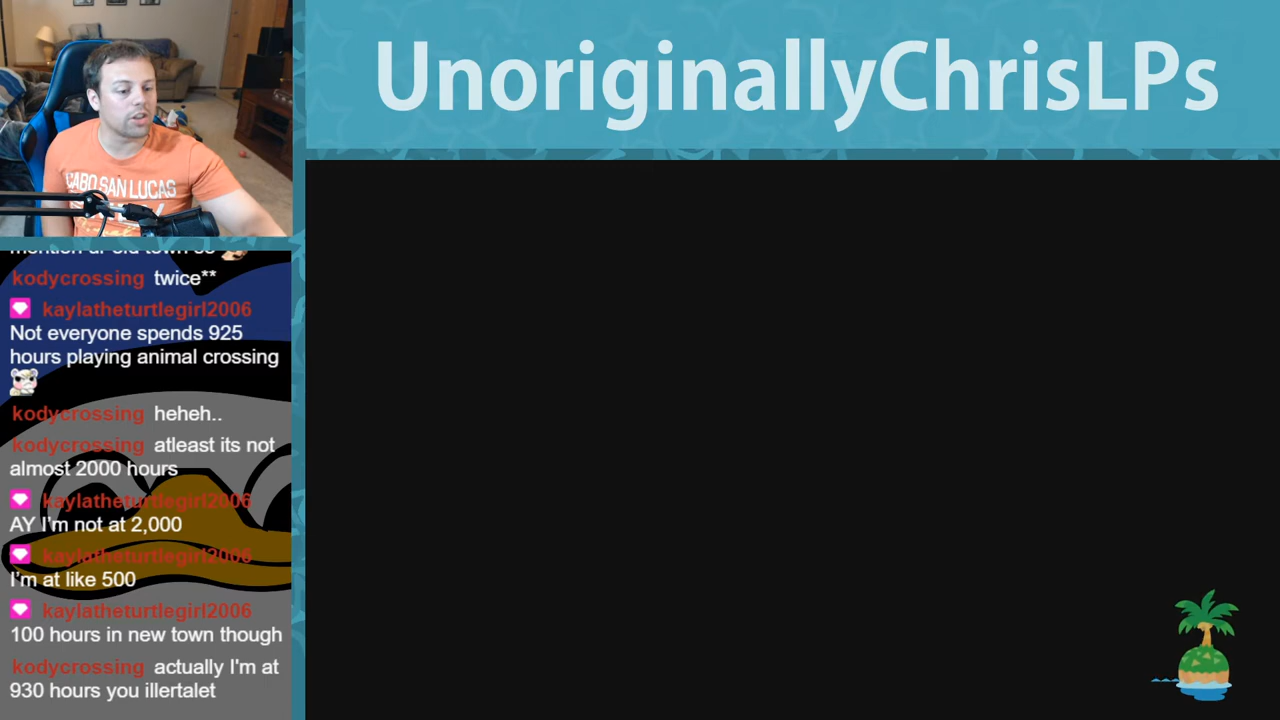 UnoriginallyChrisLPs
CABO SAN LUCAS
kodycrossing twice**
kaylatheturtlegirl2006
Not everyone spends 925
hours playing animal crossing
kodycrossing heheh..
kodycrossing atleast its not
almost 2000 hours
kaylatheturtlegirl2006
AY I'm not at 2,000
kaylatheturtlegirl2006
I'm at like 500
kaylatheturtlegirl2006
100 hours in new town though
kodycrossing actually I'm at
930 hours you illertalet